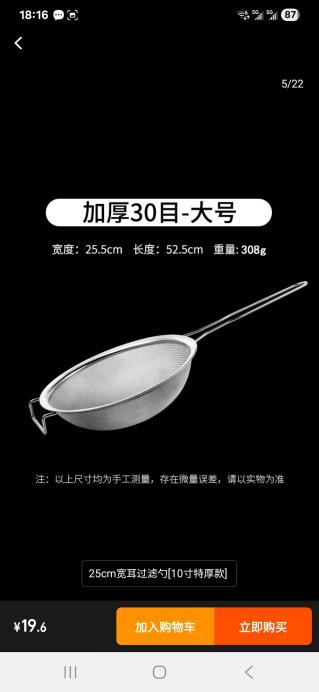 18:16
5G 5G 87
5/22
加厚30目-大号
宽度：25.5cm 长度：52.5cm 重量：308g
注：以上尺寸均为手工测量，存在微量误差，请以实物为准
25cm宽耳过滤勺[10寸特厚款]
¥19.6 加入购物车 立即购买